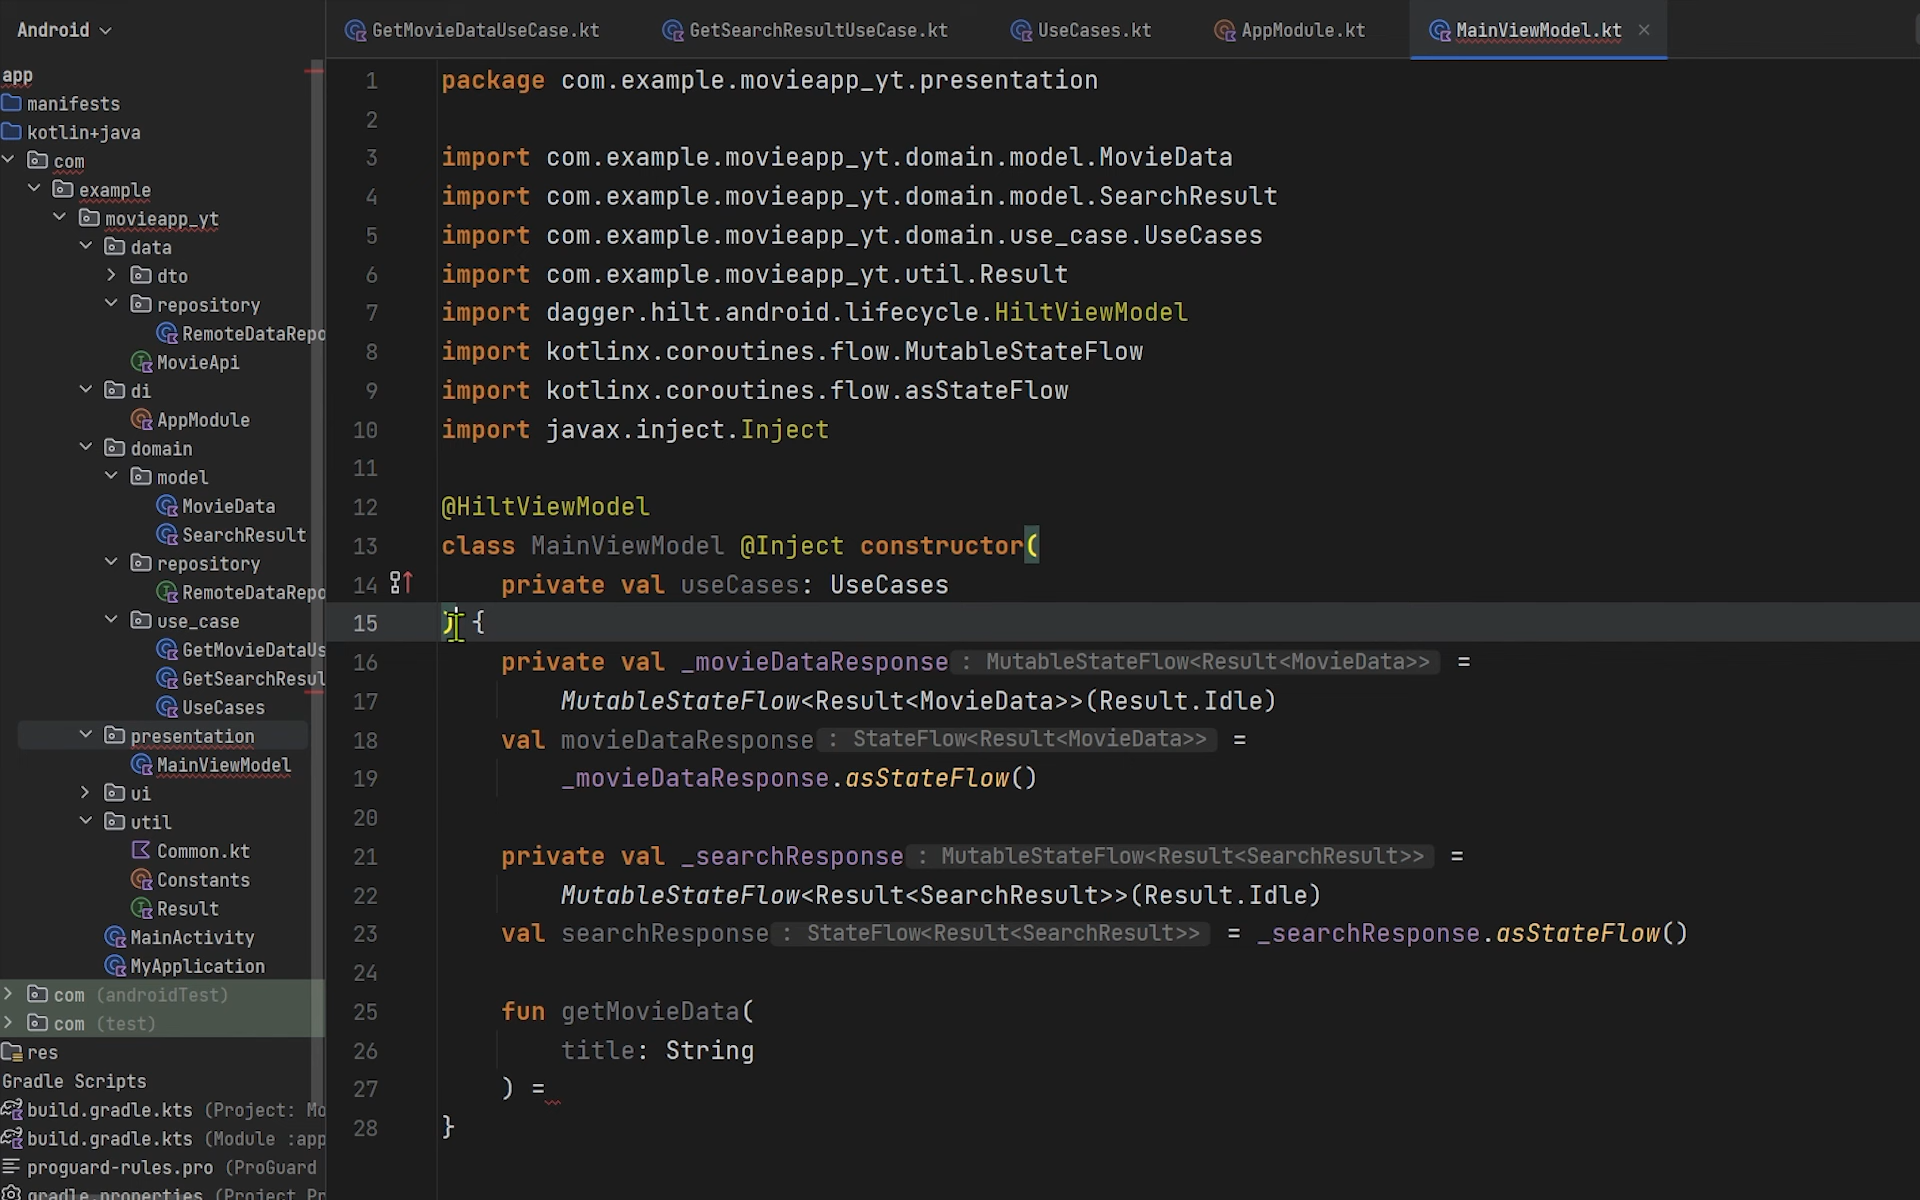 Android
GetMovieDataUseCase.kt
GetSearchResultUseCase.kt
UseCases.kt
AppModule.kt
MainViewModel.kt
app
manifests
kotlin+java
com
example
movieapp_yt
data
dto
repository
RemoteDataRepo
MovieApi
di
AppModule
domain
model
MovieData
SearchResult
repository
RemoteDataRepo
use_case
GetMovieDataUs
GetSearchResul
UseCases
presentation
MainViewModel
ui
util
Common.kt
Constants
Result
MainActivity
MyApplication
com (androidTest)
com (test)
res
Gradle Scripts
build.gradle.kts (Project: Mo
build.gradle.kts (Module :app
proguard-rules.pro (ProGuard
gradle.properties (Project Pr
1 package com.example.movieapp_yt.presentation
2
3 import com.example.movieapp_yt.domain.model.MovieData
4 import com.example.movieapp_yt.domain.model.SearchResult
5 import com.example.movieapp_yt.domain.use_case.UseCases
6 import com.example.movieapp_yt.util.Result
7 import dagger.hilt.android.lifecycle.HiltViewModel
8 import kotlinx.coroutines.flow.MutableStateFlow
9 import kotlinx.coroutines.flow.asStateFlow
10 import javax.inject.Inject
11
12 @HiltViewModel
13 class MainViewModel @Inject constructor(
14 private val useCases: UseCases
15 ) {
16 private val _movieDataResponse : MutableStateFlow<Result<MovieData>> =
17 MutableStateFlow<Result<MovieData>>(Result.Idle)
18 val movieDataResponse : StateFlow<Result<MovieData>> =
19 _movieDataResponse.asStateFlow()
20
21 private val _searchResponse : MutableStateFlow<Result<SearchResult>> =
22 MutableStateFlow<Result<SearchResult>>(Result.Idle)
23 val searchResponse : StateFlow<Result<SearchResult>> = _searchResponse.asStateFlow()
24
25 fun getMovieData(
26 title: String
27 ) =
28 }